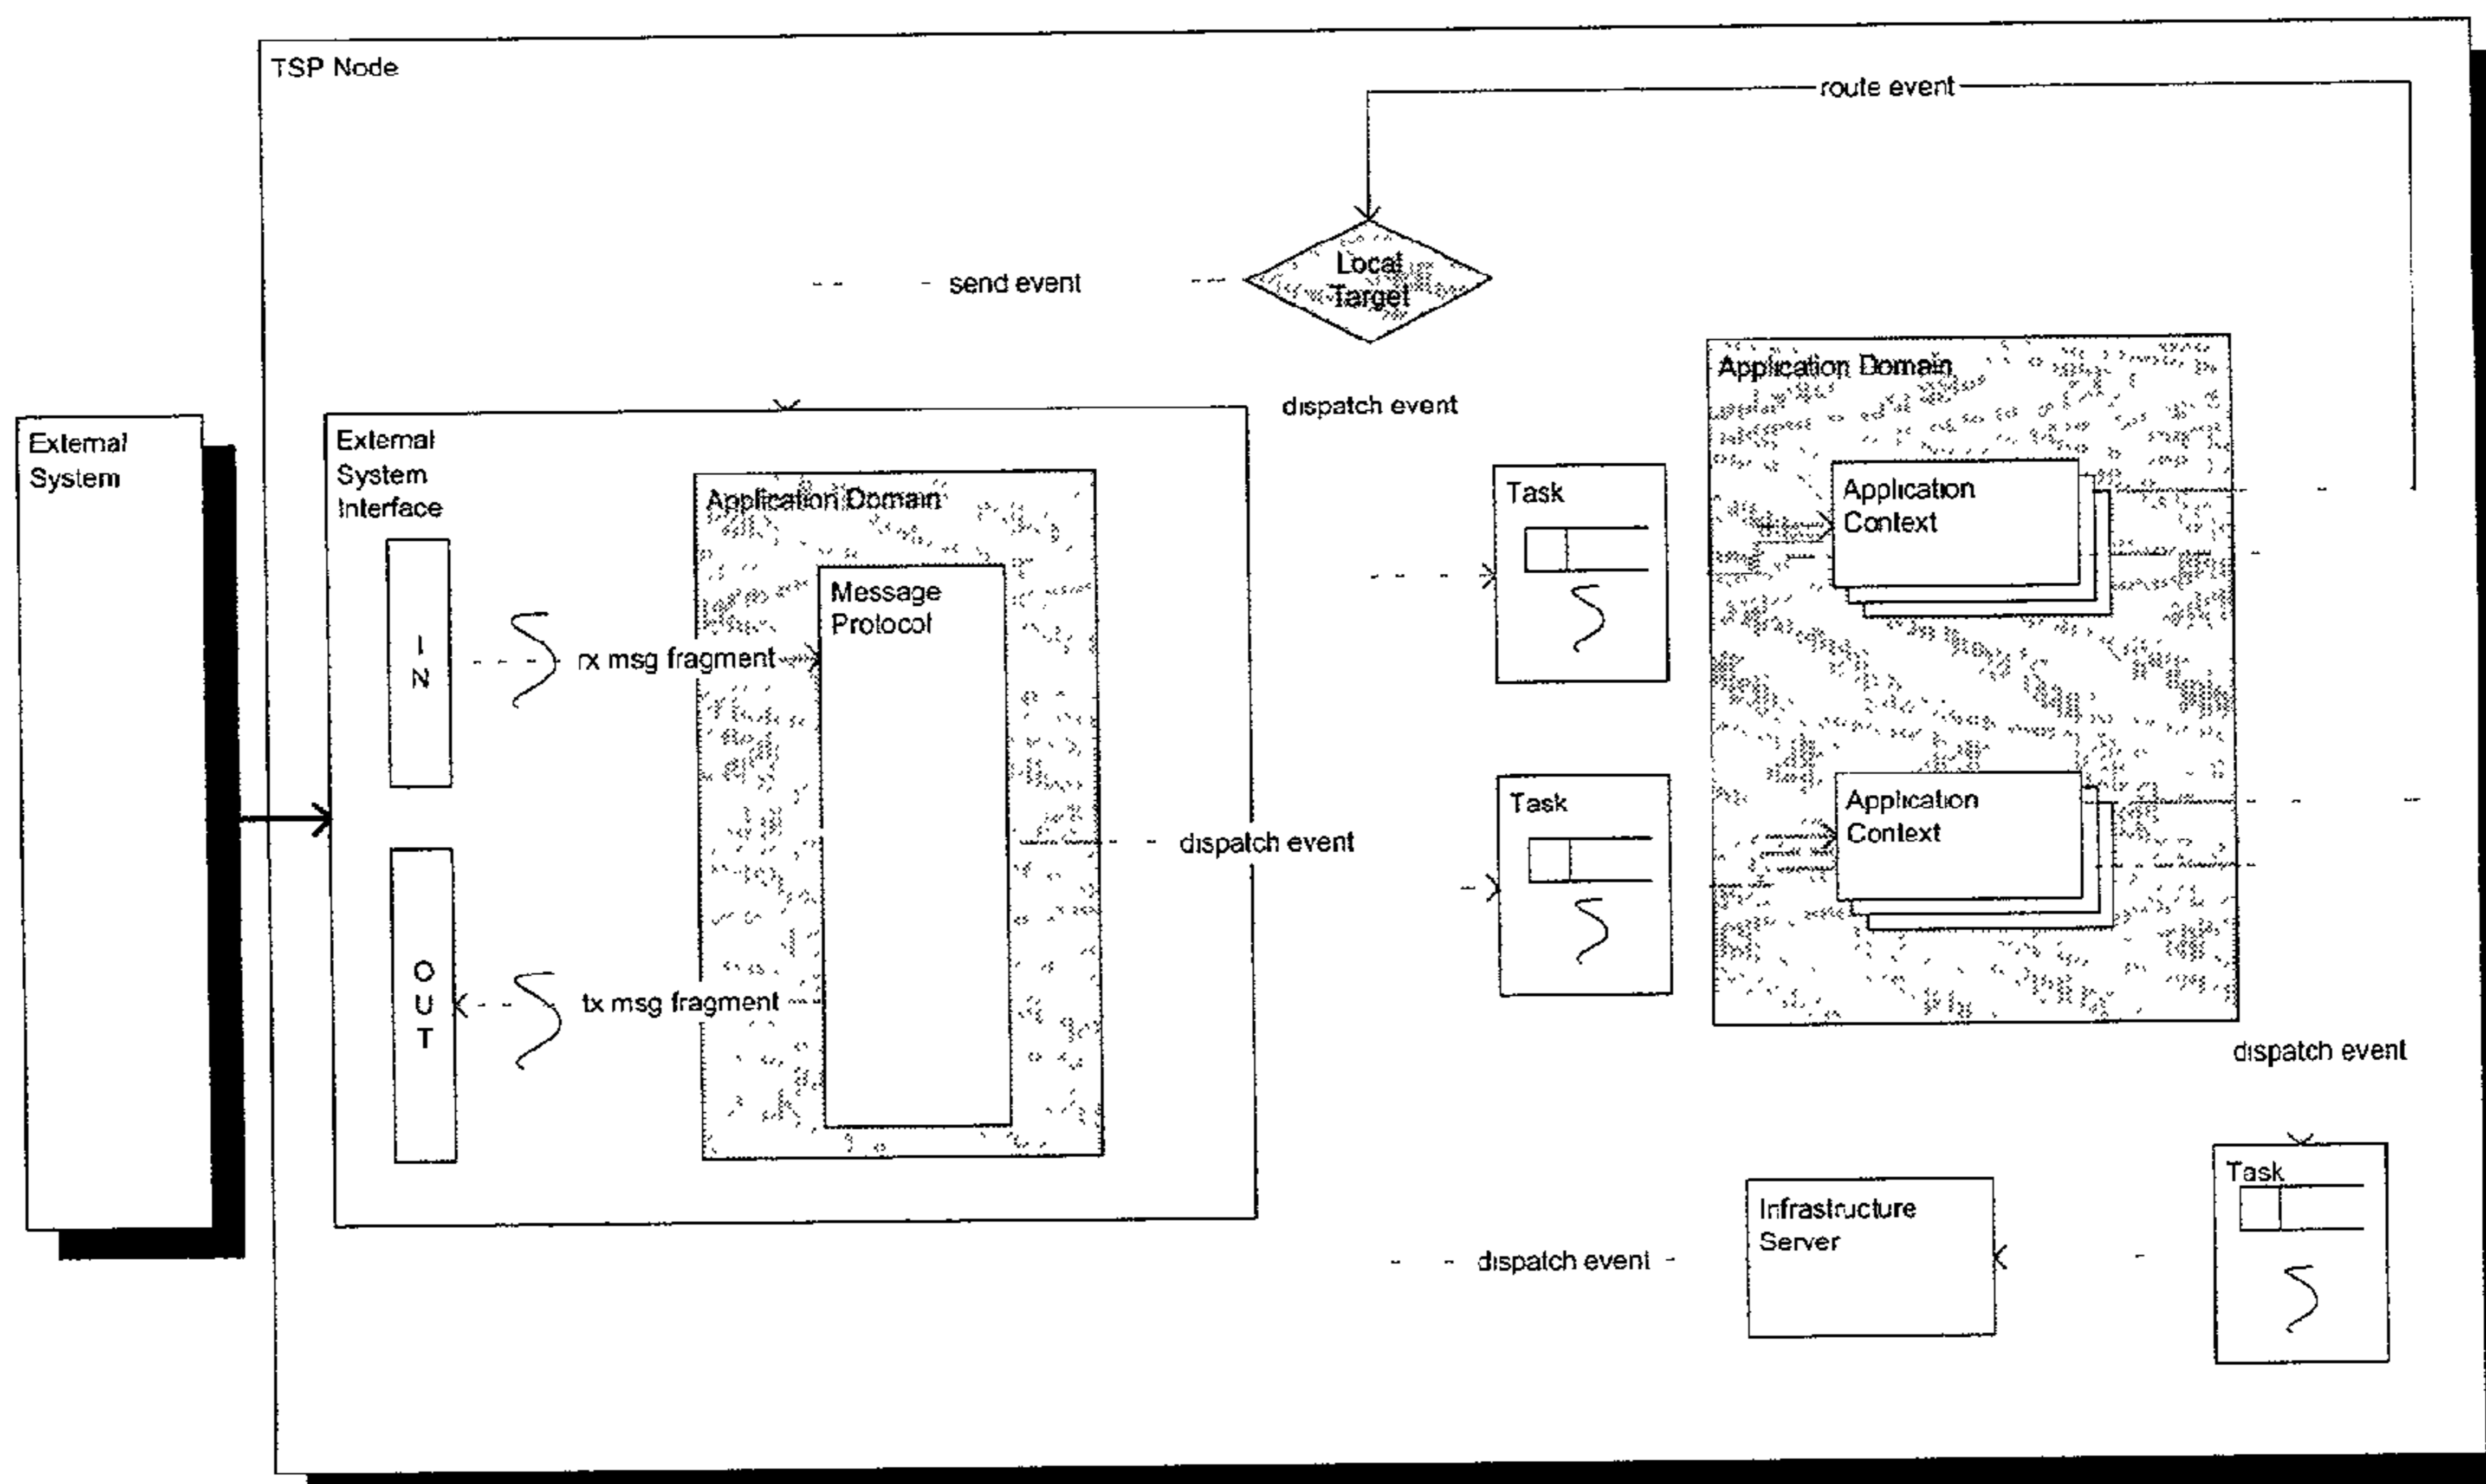 TSP Node
route event
Local
Target
send event
Application Domain
dispatch event
External
System
External
System
Interface
Application Domain
Task
Application
Context
Message
Protocol
IN
rx msg fragment
Task
Application
Context
dispatch event
OUT
tx msg fragment
dispatch event
Task
Infrastructure
Server
dispatch event